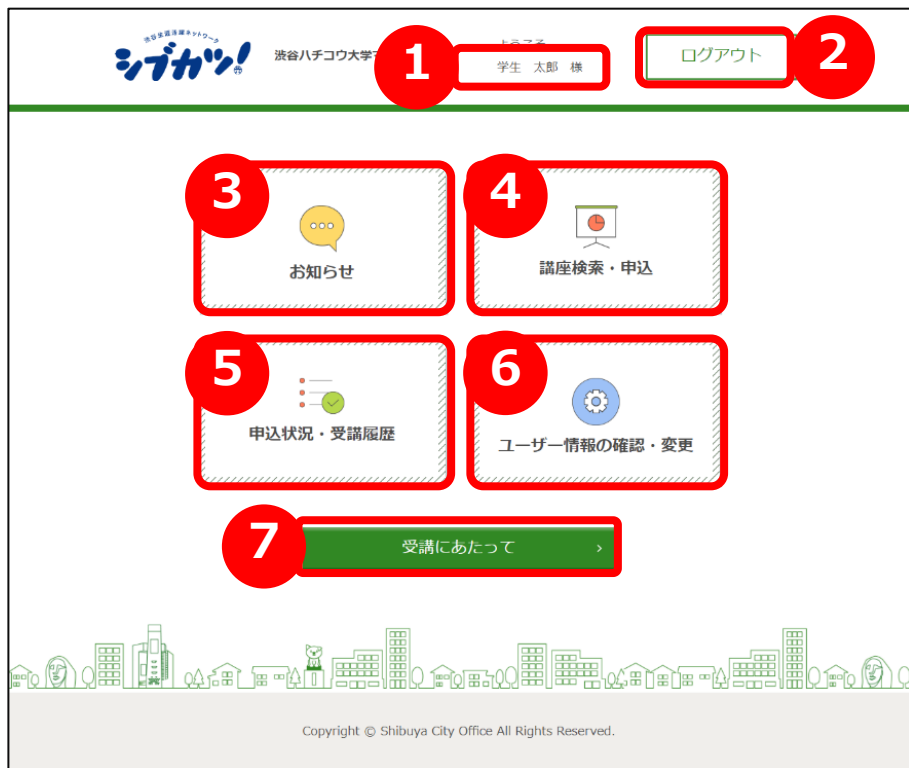 渋谷生涯活躍ネットワーク
シブカツ!
渋谷ハチコウ大学
1
ようこそ
学生 太郎 様
ログアウト
2
3
お知らせ
4
講座検索・申込
5
申込状況・受講履歴
6
ユーザー情報の確認・変更
7
受講にあたって
Copyright © Shibuya City Office All Rights Reserved.